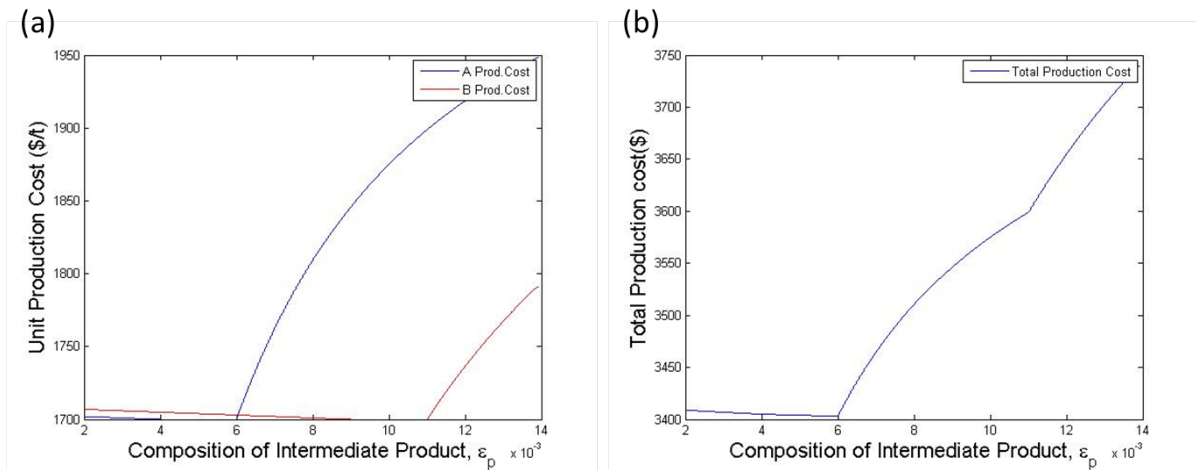 (a)
1950
1900
1850
1800
1750
1700
Unit Production Cost ($/t)
A Prod.Cost
B Prod.Cost
2 4 6 8 10 12 14
Composition of Intermediate Product, εp x 10-3
(b)
3750
3700
3650
3600
3550
3500
3450
3400
Total Production cost($)
Total Production Cost
2 4 6 8 10 12 14
Composition of Intermediate Product, εp x 10-3